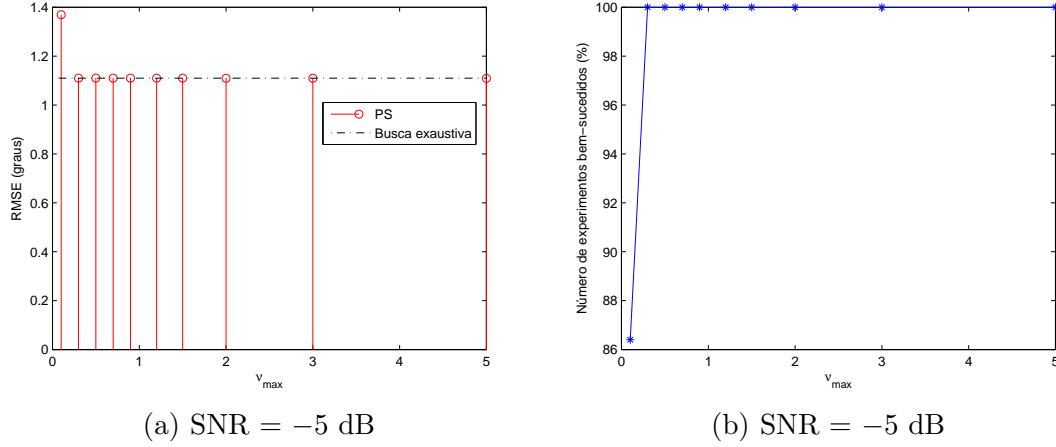 1.4
1.2
1
0.8
0.6
0.4
0.2
0
RMSE (graus)
PS
Busca exaustiva
0 1 2 3 4 5
ν_max
(a) SNR = −5 dB
100
98
96
94
92
90
88
86
Número de experimentos bem−sucedidos (%)
0 1 2 3 4 5
ν_max
(b) SNR = −5 dB